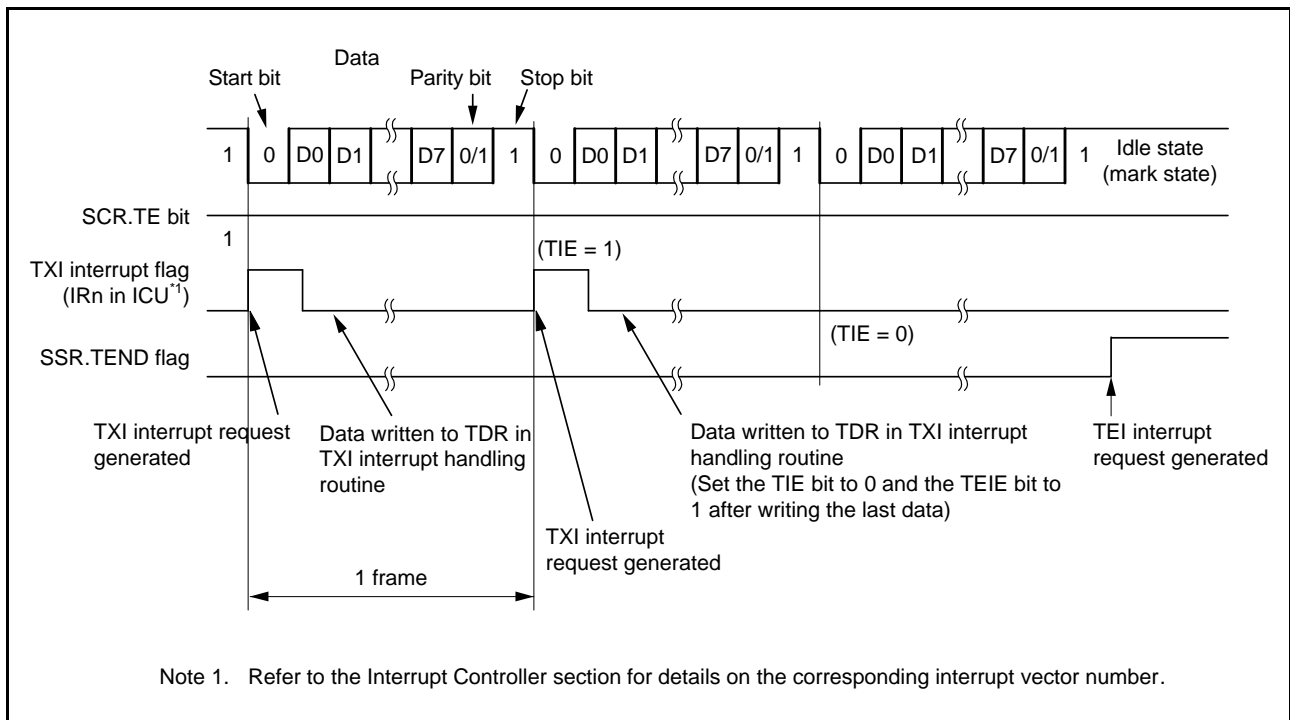 Data
Start bit
Parity bit
Stop bit
1 0 D0 D1 D7 0/1 1 0 D0 D1 D7 0/1 1 0 D0 D1 D7 0/1 1
Idle state
(mark state)
SCR.TE bit
1
(TIE = 1)
TXI interrupt flag
(IRn in ICU*1)
(TIE = 0)
SSR.TEND flag
TXI interrupt request
generated
Data written to TDR in
TXI interrupt handling
routine
Data written to TDR in TXI interrupt
handling routine
(Set the TIE bit to 0 and the TEIE bit to
1 after writing the last data)
TEI interrupt
request generated
TXI interrupt
request generated
1 frame
Note 1. Refer to the Interrupt Controller section for details on the corresponding interrupt vector number.